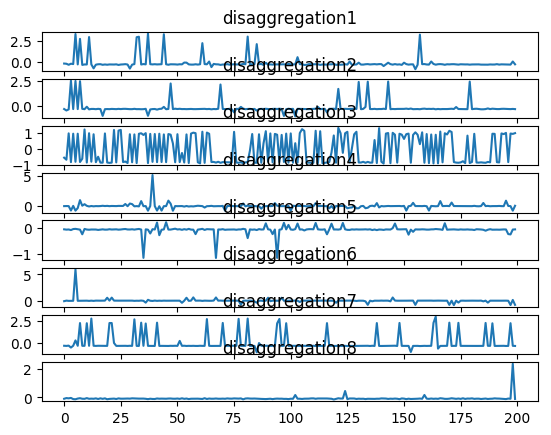 disaggregation1
2.5
0.0
disaggregation2
2.5
0.0
disaggregation3
1
0
−1
disaggregation4
5
0
disaggregation5
0
−1
disaggregation6
5
0
disaggregation7
2.5
0.0
disaggregation8
2
0
0 25 50 75 100 125 150 175 200